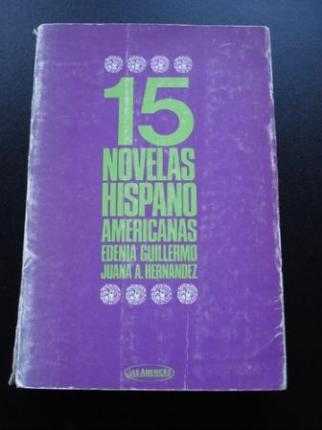 15
NOVELAS
HISPANO
AMERICANAS
EDENIA GUILLERMO
JUANA A. HERNANDEZ
LAS AMERICAS